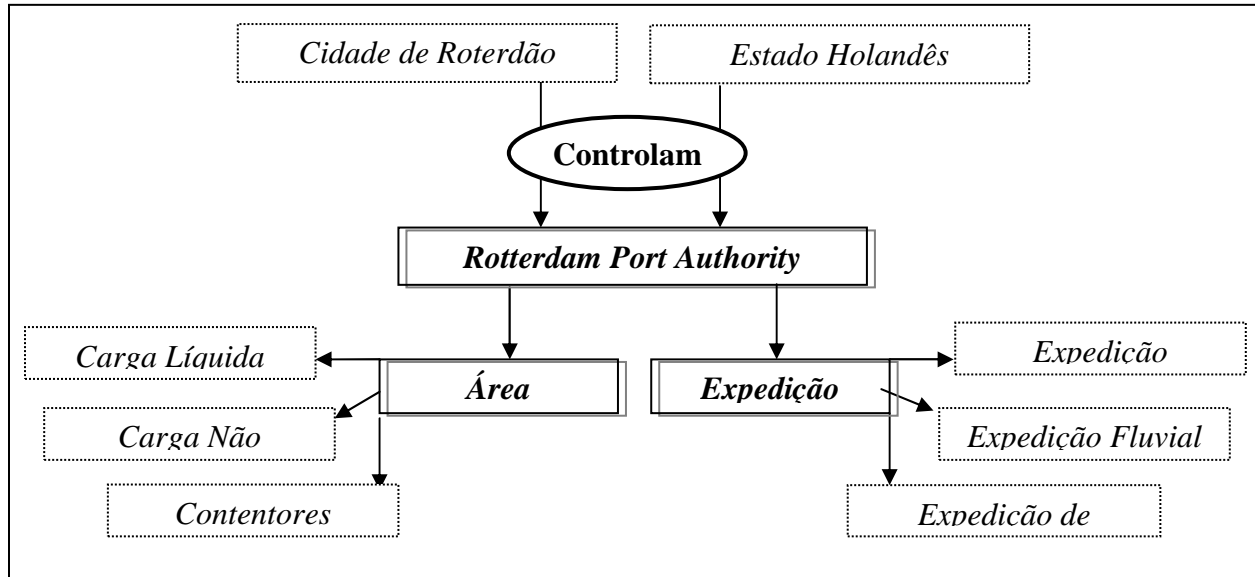 Cidade de Roterdão
Estado Holandês
Controlam
Rotterdam Port Authority
Carga Líquida
Expedição
Área
Expedição
Carga Não
Expedição Fluvial
Contentores
Expedição de